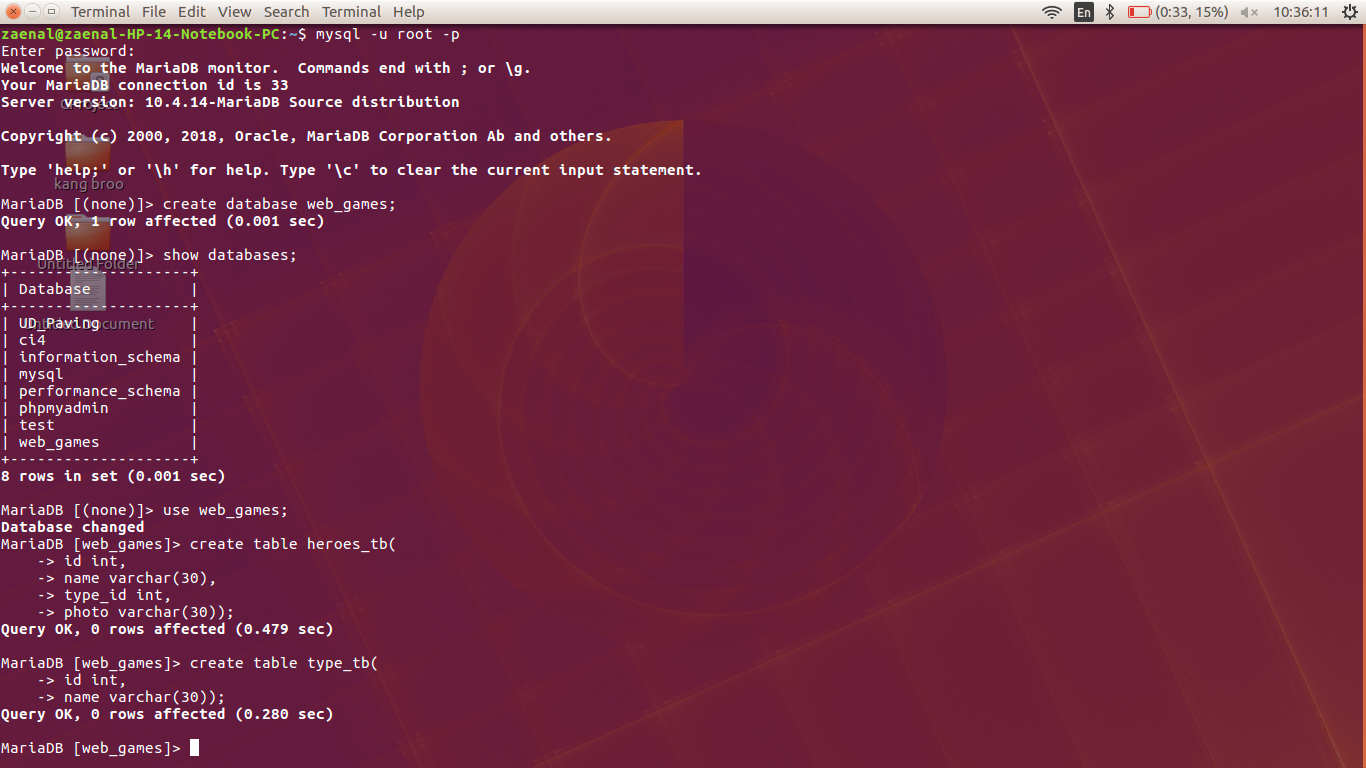 Terminal File Edit View Search Terminal Help En (0:33, 15%) 10:36:11
zaenal@zaenal-HP-14-Notebook-PC:~$ mysql -u root -p
Enter password:
Welcome to the MariaDB monitor.  Commands end with ; or \g.
Your MariaDB connection id is 33
Server version: 10.4.14-MariaDB Source distribution
Copyright (c) 2000, 2018, Oracle, MariaDB Corporation Ab and others.
Type 'help;' or '\h' for help. Type '\c' to clear the current input statement.
kang broo
MariaDB [(none)]> create database web_games;
Query OK, 1 row affected (0.001 sec)
MariaDB [(none)]> show databases;
Untitled Folder
+--------------------+
| Database           |
+--------------------+
| UD_Paving          |
Untitled Document
| ci4                |
| information_schema |
| mysql              |
| performance_schema |
| phpmyadmin         |
| test               |
| web_games          |
+--------------------+
8 rows in set (0.001 sec)
MariaDB [(none)]> use web_games;
Database changed
MariaDB [web_games]> create table heroes_tb(
    -> id int,
    -> name varchar(30),
    -> type_id int,
    -> photo varchar(30));
Query OK, 0 rows affected (0.479 sec)
MariaDB [web_games]> create table type_tb(
    -> id int,
    -> name varchar(30));
Query OK, 0 rows affected (0.280 sec)
MariaDB [web_games]>